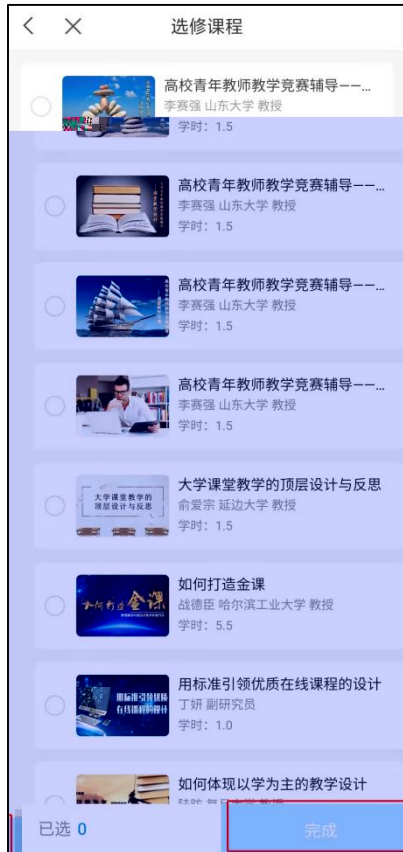 选修课程
高校青年教师教学竞赛辅导——...
李赛强 山东大学 教授
学时：1.5
高校青年教师教学竞赛辅导——...
李赛强 山东大学 教授
学时：1.5
高校青年教师教学竞赛辅导——...
李赛强 山东大学 教授
学时：1.5
高校青年教师教学竞赛辅导——...
李赛强 山东大学 教授
学时：1.5
大学课堂教学的
顶层设计与反思
大学课堂教学的顶层设计与反思
俞爱宗 延边大学 教授
学时：1.5
如何打造金课
如何打造金课
战德臣 哈尔滨工业大学 教授
学时：5.5
用标准引领优质
在线课程的设计
用标准引领优质在线课程的设计
丁妍 副研究员
学时：1.0
如何体现以学为主的教学设计
已选 0
完成